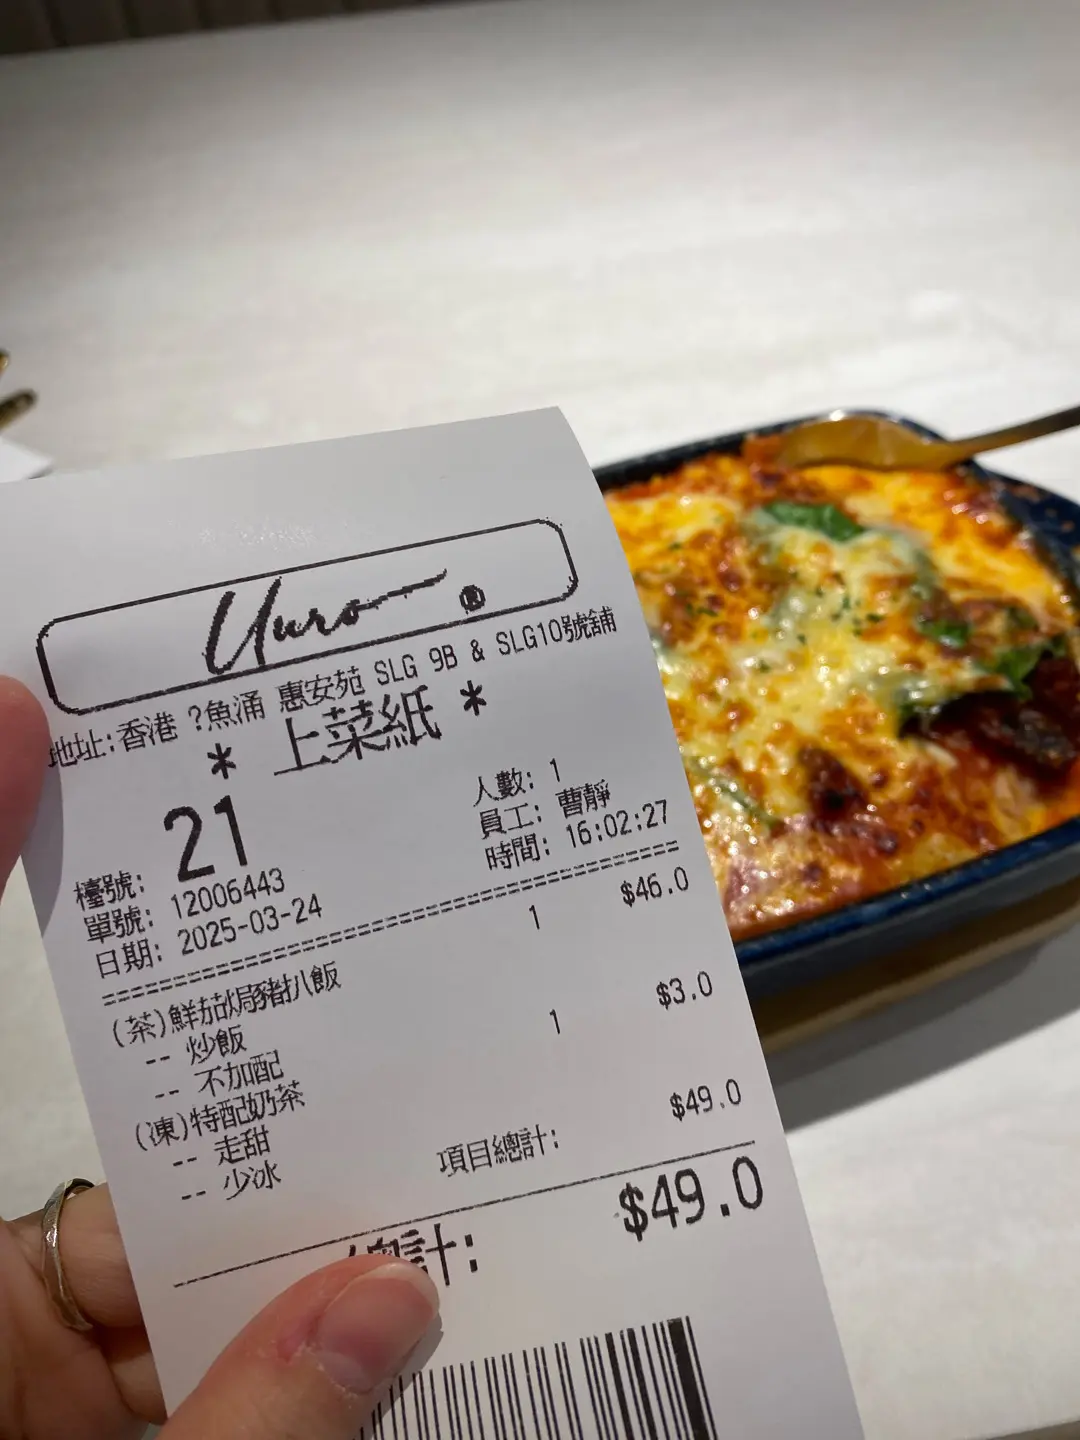 Yuro ®
地址:香港 ?魚涌 惠安苑 SLG 9B & SLG10號舖
* 上菜紙 *
檯號: 21
人數: 1
單號: 12006443
員工: 曹靜
日期: 2025-03-24
時間: 16:02:27
(茶)鮮茄焗豬扒飯 1 $46.0
-- 炒飯
-- 不加配
(凍)特配奶茶 1 $3.0
-- 走甜
-- 少冰
項目總計: $49.0
總計: $49.0